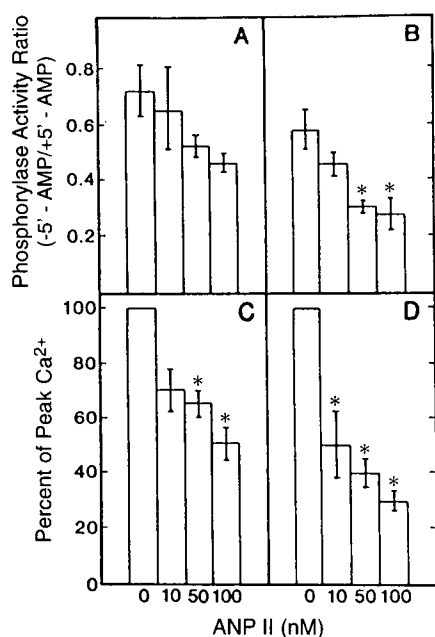 Phosphorylase Activity Ratio
(-5' - AMP/+5' - AMP)
0.8
0.6
0.4
0.2
A
B
*
*
Percent of Peak Ca²⁺
100
80
60
40
20
0
C
D
*
*
*
*
*
0 10 50 100
0 10 50 100
ANP II (nM)